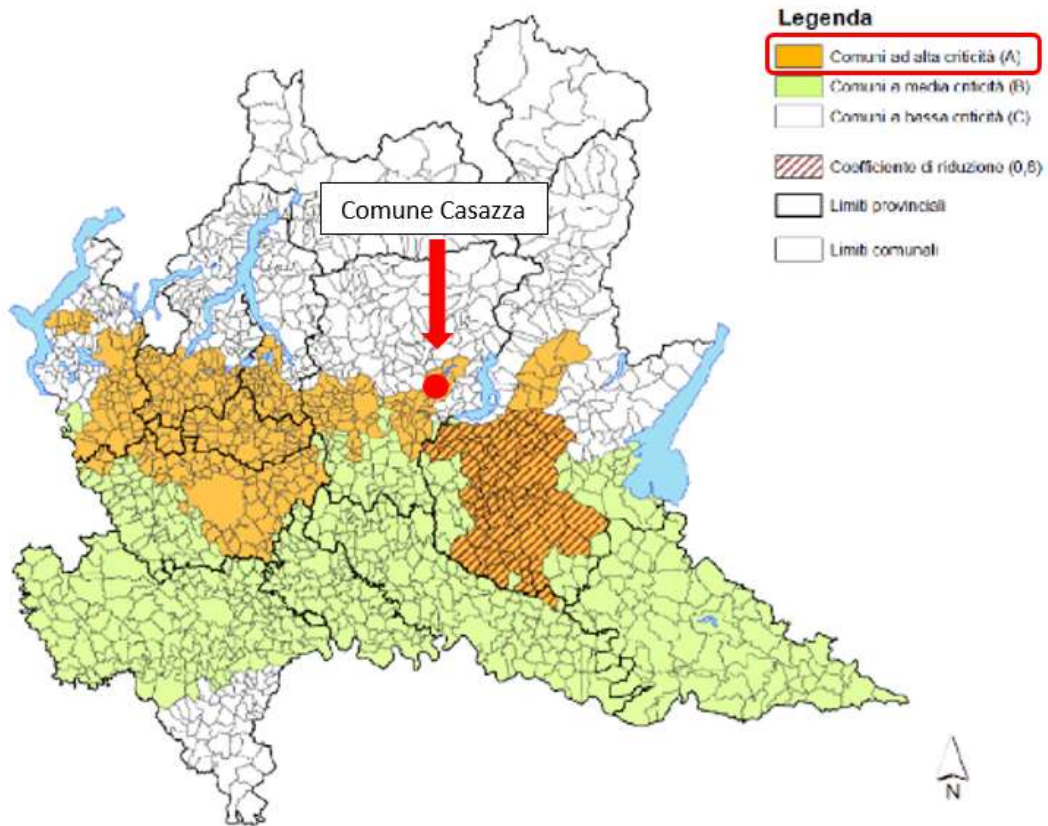 Legenda
Comuni ad alta criticità (A)
Comuni a media criticità (B)
Comuni a bassa criticità (C)
Coefficiente di riduzione (0,8)
Limiti provinciali
Limiti comunali
Comune Casazza
N